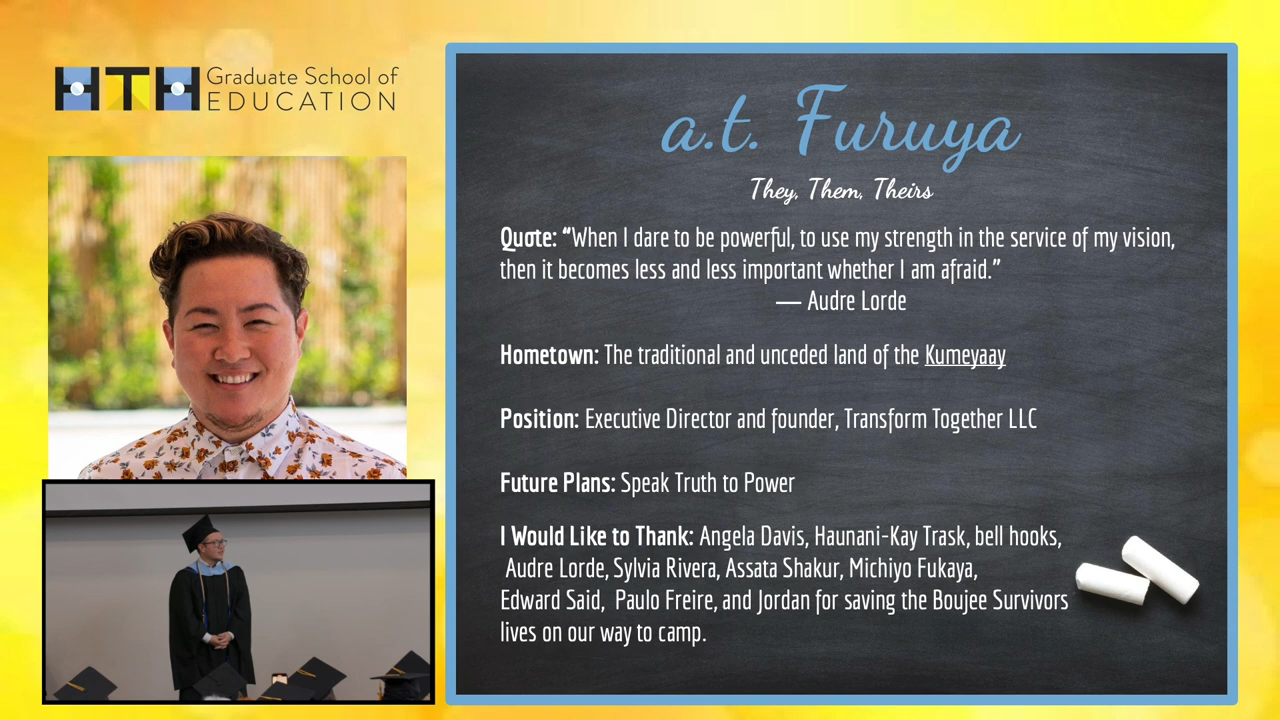 HTH Graduate School of
EDUCATION
a.t. Furuya
They, Them, Theirs
Quote: “When I dare to be powerful, to use my strength in the service of my vision,
then it becomes less and less important whether I am afraid.”
— Audre Lorde
Hometown: The traditional and unceded land of the Kumeyaay
Position: Executive Director and founder, Transform Together LLC
Future Plans: Speak Truth to Power
I Would Like to Thank: Angela Davis, Haunani-Kay Trask, bell hooks,
Audre Lorde, Sylvia Rivera, Assata Shakur, Michiyo Fukaya,
Edward Said, Paulo Freire, and Jordan for saving the Boujee Survivors
lives on our way to camp.